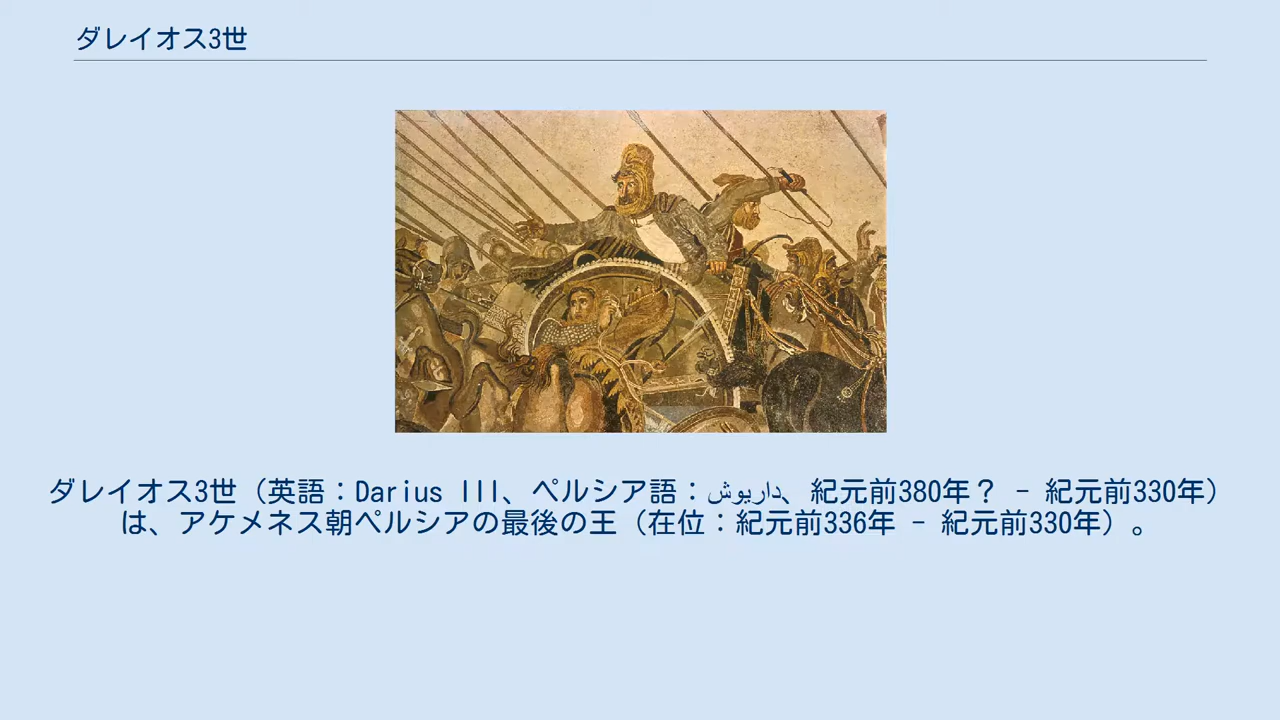 ダレイオス3世
ダレイオス3世（英語：Darius III、ペルシア語：داریوش、紀元前380年？ - 紀元前330年）
は、アケメネス朝ペルシアの最後の王（在位：紀元前336年 - 紀元前330年）。